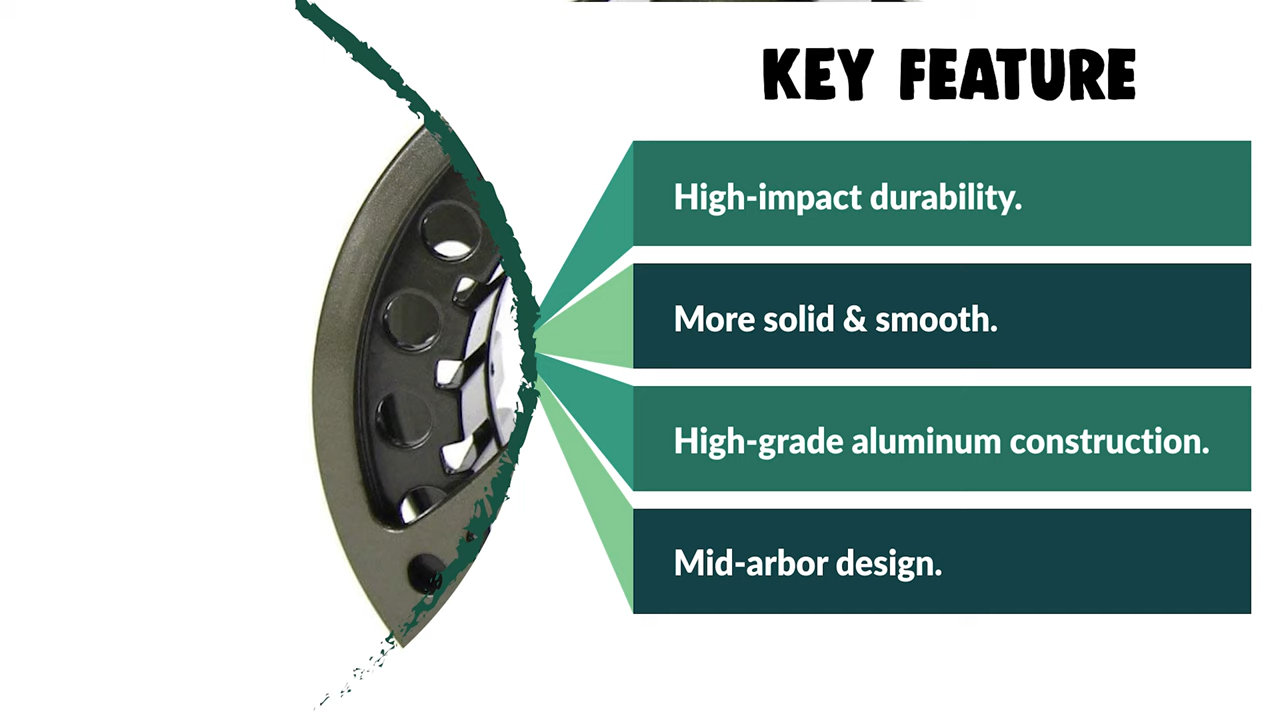 KEY FEATURE
High-impact durability.
More solid & smooth.
High-grade aluminum construction.
Mid-arbor design.